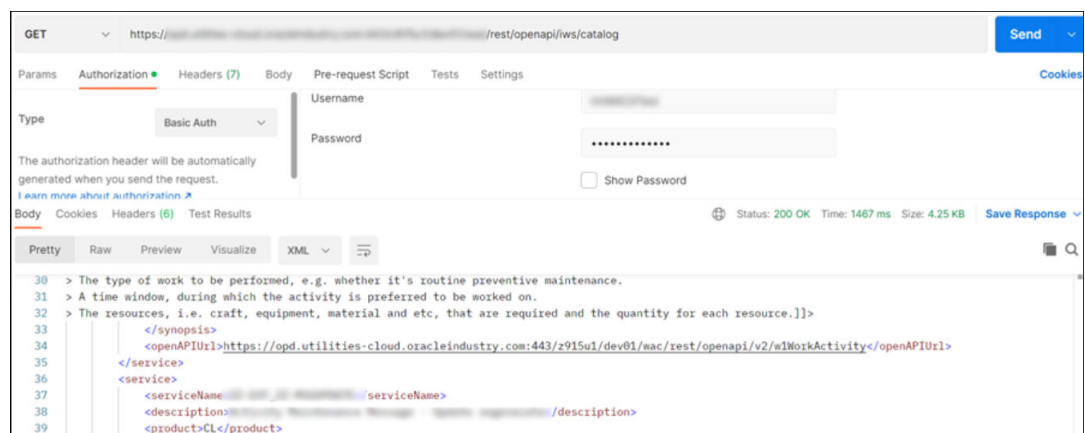 GET https:// /rest/openapi/iws/catalog Send
Params Authorization Headers (7) Body Pre-request Script Tests Settings Cookies
Username
Type Basic Auth
Password
The authorization header will be automatically
generated when you send the request.
Show Password
Learn more about authorization ↗
Body Cookies Headers (6) Test Results Status: 200 OK Time: 1467 ms Size: 4.25 KB Save Response
Pretty Raw Preview Visualize XML
30 > The type of work to be performed, e.g. whether it's routine preventive maintenance.
31 > A time window, during which the activity is preferred to be worked on.
32 > The resources, i.e. craft, equipment, material and etc, that are required and the quantity for each resource.]]>
33 </synopsis>
34 <openAPIUrl>https://opd.utilities-cloud.oracleindustry.com:443/z915u1/dev01/wac/rest/openapi/v2/w1WorkActivity</openAPIUrl>
35 </service>
36 <service>
37 <serviceName /serviceName>
38 <description /description>
39 <product>CL</product>